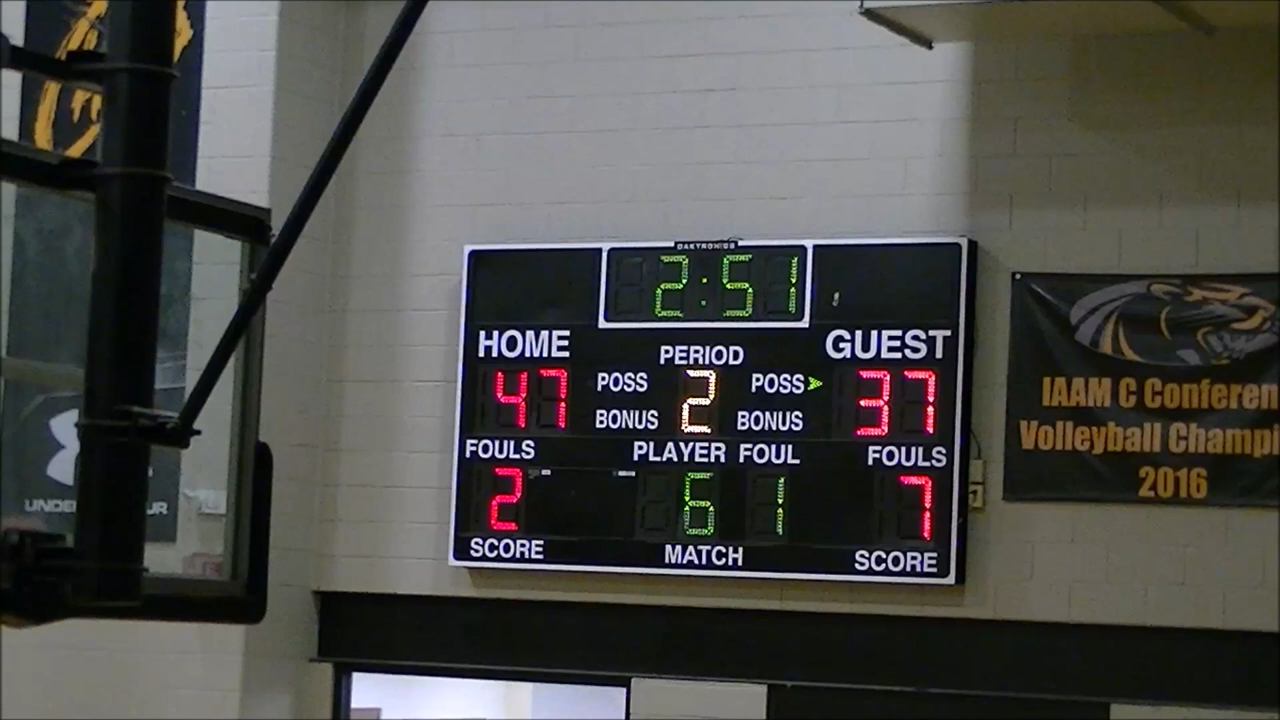 DAKTRONICS
2:51
HOME PERIOD GUEST
47 POSS 2 POSS 37
BONUS BONUS
FOULS PLAYER FOUL FOULS
2 6 1 7
SCORE MATCH SCORE
IAAM C Conferen
Volleyball Champi
2016
UNDER UR